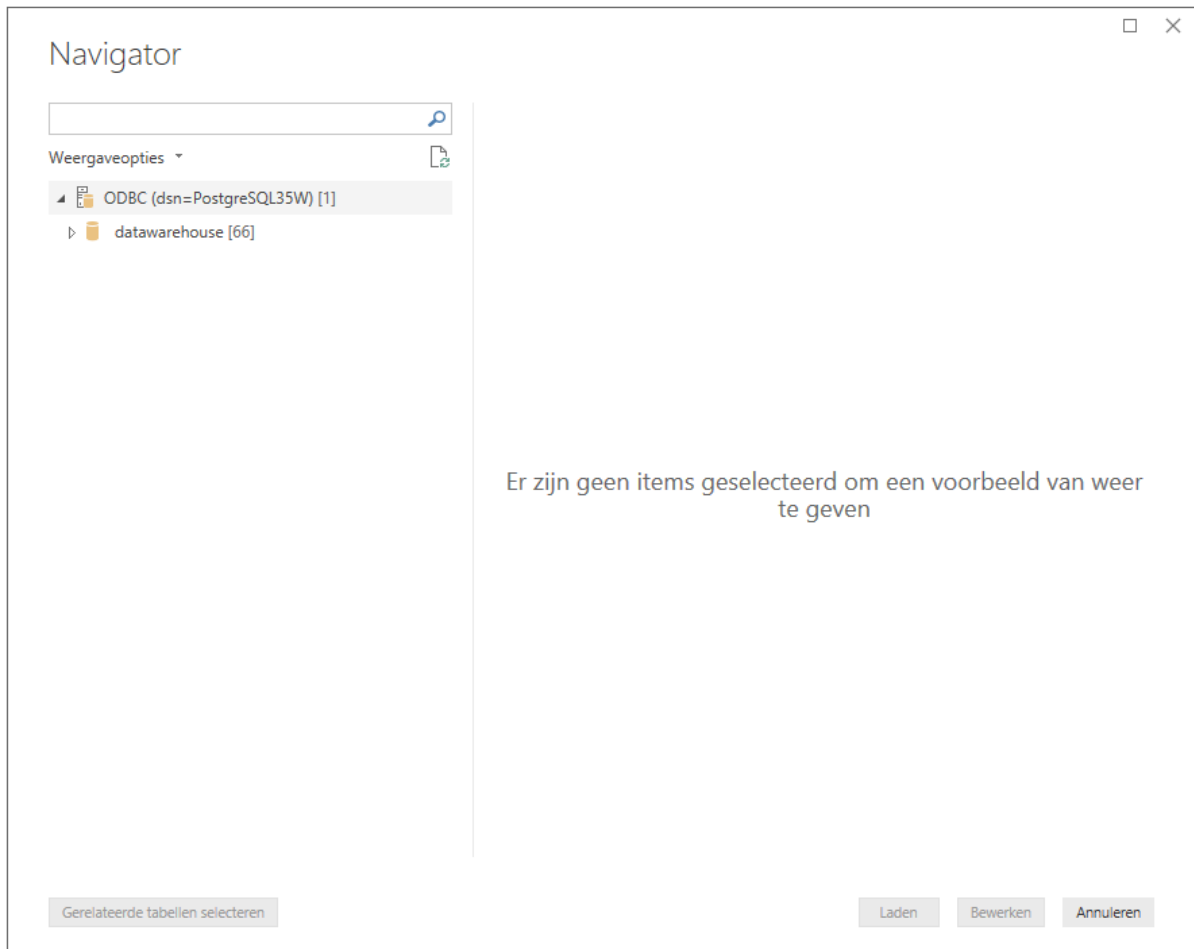 Navigator
Weergaveopties
ODBC (dsn=PostgreSQL35W) [1]
datawarehouse [66]
Er zijn geen items geselecteerd om een voorbeeld van weer
te geven
Gerelateerde tabellen selecteren
Laden
Bewerken
Annuleren